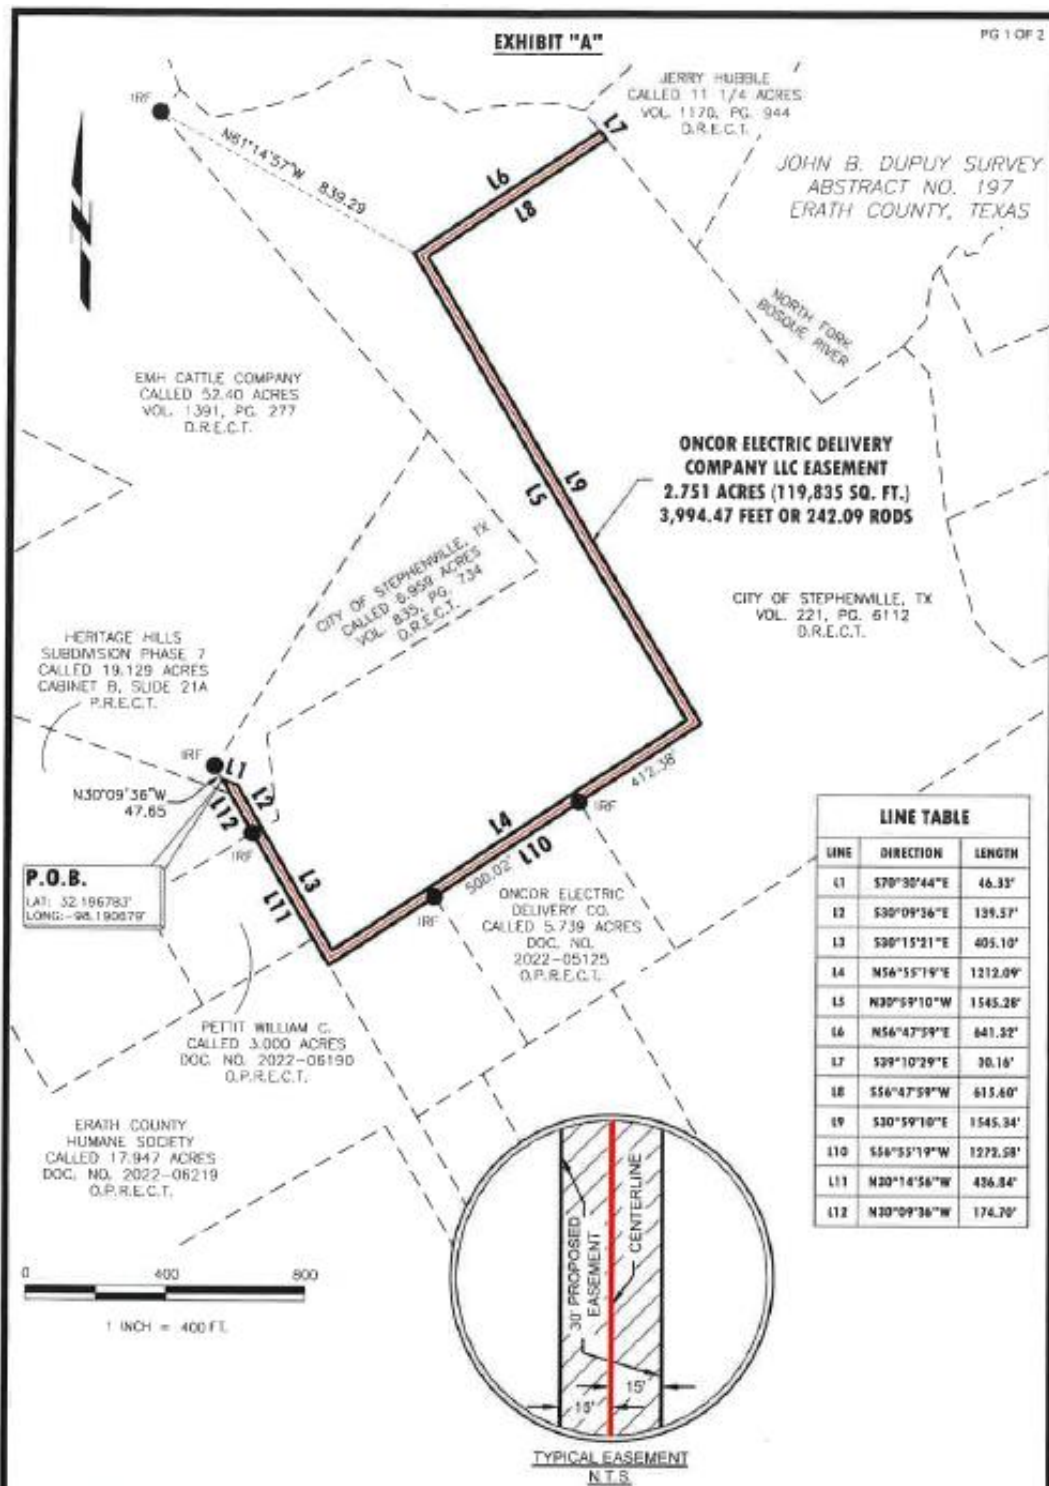 EXHIBIT "A"
PG 1 OF 2
IRF
N61°14'57"W 839.29
L6
L7
L8
JERRY HUBBLE
CALLED 11 1/4 ACRES
VOL. 1170, PG. 944
D.R.E.C.T.
JOHN B. DUPUY SURVEY
ABSTRACT NO. 197
ERATH COUNTY, TEXAS
NORTH FORK
BOSQUE RIVER
EMH CATTLE COMPANY
CALLED 52.40 ACRES
VOL. 1391, PG. 277
D.R.E.C.T.
ONCOR ELECTRIC DELIVERY
COMPANY LLC EASEMENT
2.751 ACRES (119,835 SQ. FT.)
3,994.47 FEET OR 242.09 RODS
L5
L9
CITY OF STEPHENVILLE, TX
CALLED 6.959 ACRES
VOL. 835, PG. 734
D.R.E.C.T.
CITY OF STEPHENVILLE, TX
VOL. 221, PG. 6112
D.R.E.C.T.
HERITAGE HILLS
SUBDIVISION PHASE 7
CALLED 19.129 ACRES
CABINET B, SLIDE 21A
P.R.E.C.T.
IRF
L1
N30°09'36"W
47.65
L2
L12
IRF
L3
L11
L4
L10
500.02'
412.38'
IRF
IRF
P.O.B.
LAT: 32.196783°
LONG:-98.190679°
ONCOR ELECTRIC
DELIVERY CO.
CALLED 5.739 ACRES
DOC. NO.
2022-05125
O.P.R.E.C.T.
PETTIT WILLIAM C.
CALLED 3.000 ACRES
DOC. NO. 2022-06190
O.P.R.E.C.T.
ERATH COUNTY
HUMANE SOCIETY
CALLED 17.947 ACRES
DOC. NO. 2022-06219
O.P.R.E.C.T.
LINE TABLE
LINE DIRECTION LENGTH
L1 S70°30'44"E 46.33'
L2 S30°09'36"E 139.57'
L3 S30°15'21"E 405.10'
L4 N56°55'19"E 1212.09'
L5 N30°59'10"W 1545.28'
L6 N56°47'59"E 641.32'
L7 S39°10'29"E 30.16'
L8 S56°47'59"W 615.60'
L9 S30°59'10"E 1545.34'
L10 S56°55'19"W 1272.58'
L11 N30°14'56"W 436.84'
L12 N30°09'36"W 174.70'
0 400 800
1 INCH = 400 FT.
30' PROPOSED
EASEMENT
CENTERLINE
15'
15'
TYPICAL EASEMENT
N.T.S.